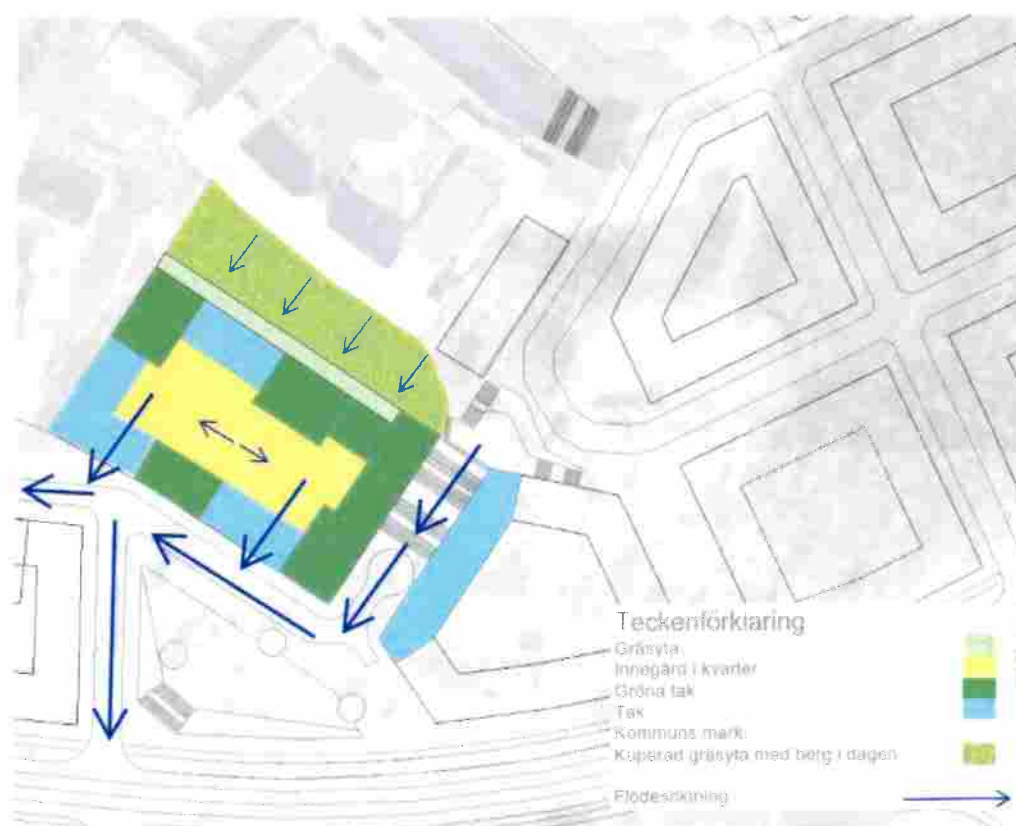 Teckenförklaring
Gräsyta
Innegård i kvarter
Gröna tak
Tak
Kommuns mark:
Kuperad gräsyta med berg i dagen
Flödesriktning